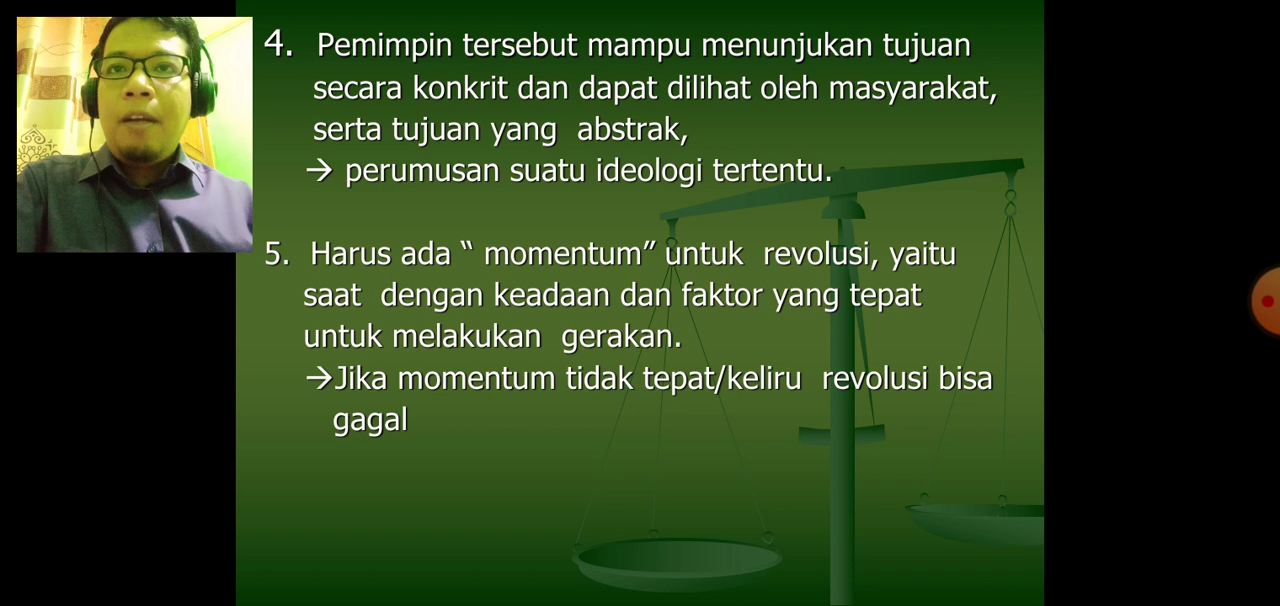 4. Pemimpin tersebut mampu menunjukan tujuan
secara konkrit dan dapat dilihat oleh masyarakat,
serta tujuan yang abstrak,
→ perumusan suatu ideologi tertentu.
5. Harus ada “ momentum” untuk revolusi, yaitu
saat dengan keadaan dan faktor yang tepat
untuk melakukan gerakan.
→Jika momentum tidak tepat/keliru revolusi bisa
gagal